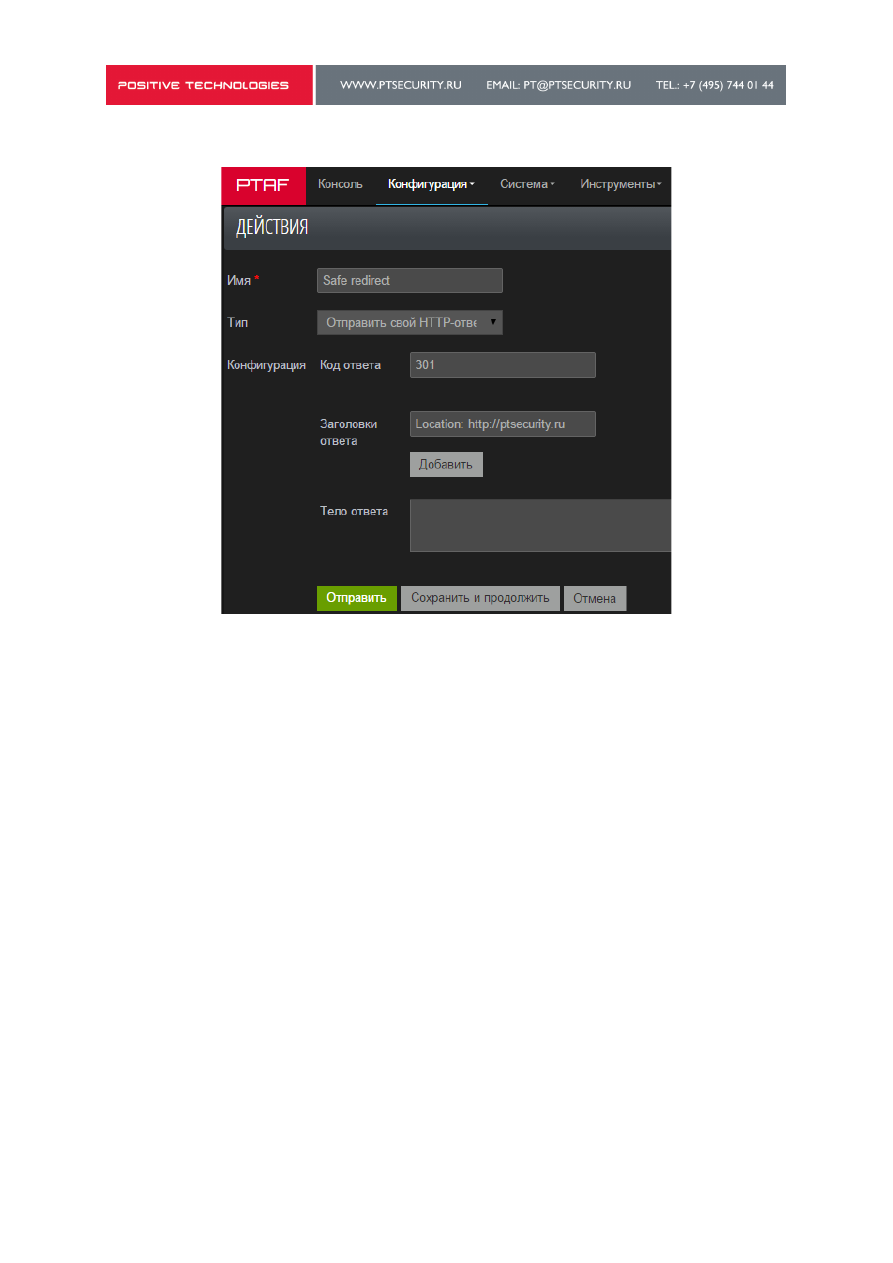 POSITIVE TECHNOLOGIES WWW.PTSECURITY.RU EMAIL: PT@PTSECURITY.RU TEL.: +7 (495) 744 01 44
PTAF Консоль Конфигурация Система Инструменты
ДЕЙСТВИЯ
Имя * Safe redirect
Тип Отправить свой HTTP-отве
Конфигурация Код ответа 301
Заголовки Location: http://ptsecurity.ru
ответа
Добавить
Тело ответа
Отправить Сохранить и продолжить Отмена